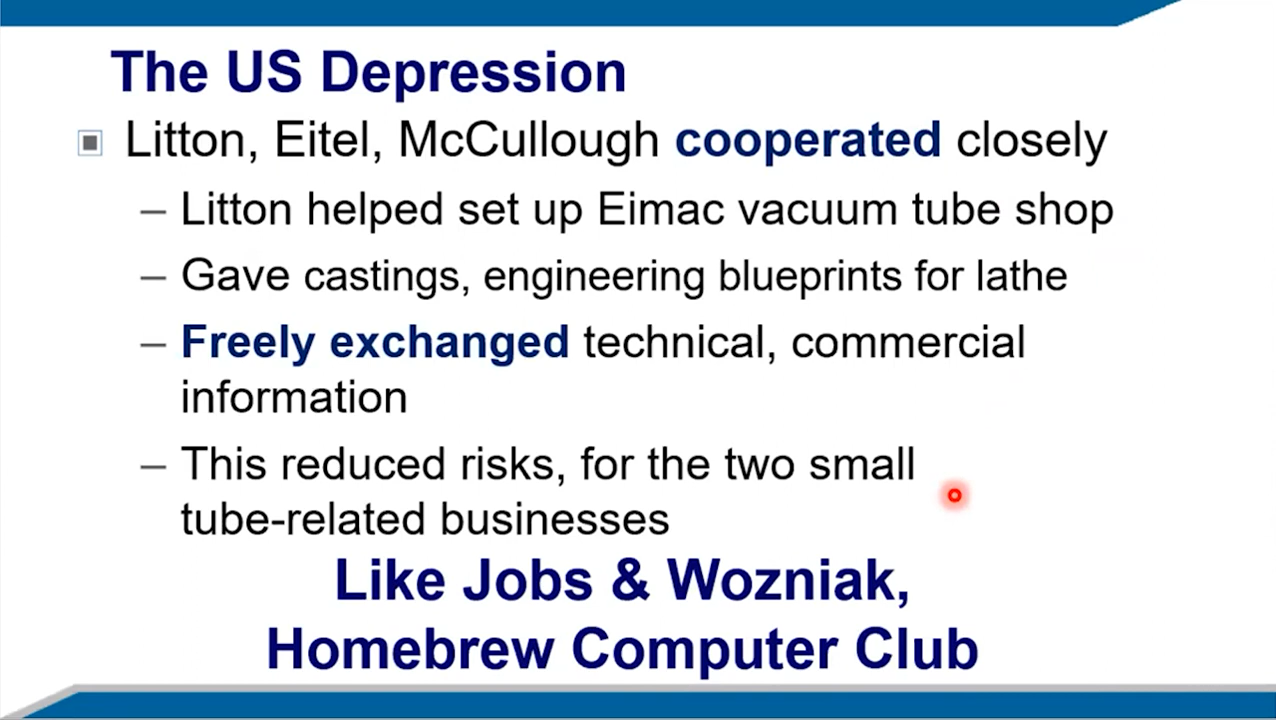 The US Depression
Litton, Eitel, McCullough cooperated closely
– Litton helped set up Eimac vacuum tube shop
– Gave castings, engineering blueprints for lathe
– Freely exchanged technical, commercial
information
– This reduced risks, for the two small
tube-related businesses
Like Jobs & Wozniak,
Homebrew Computer Club